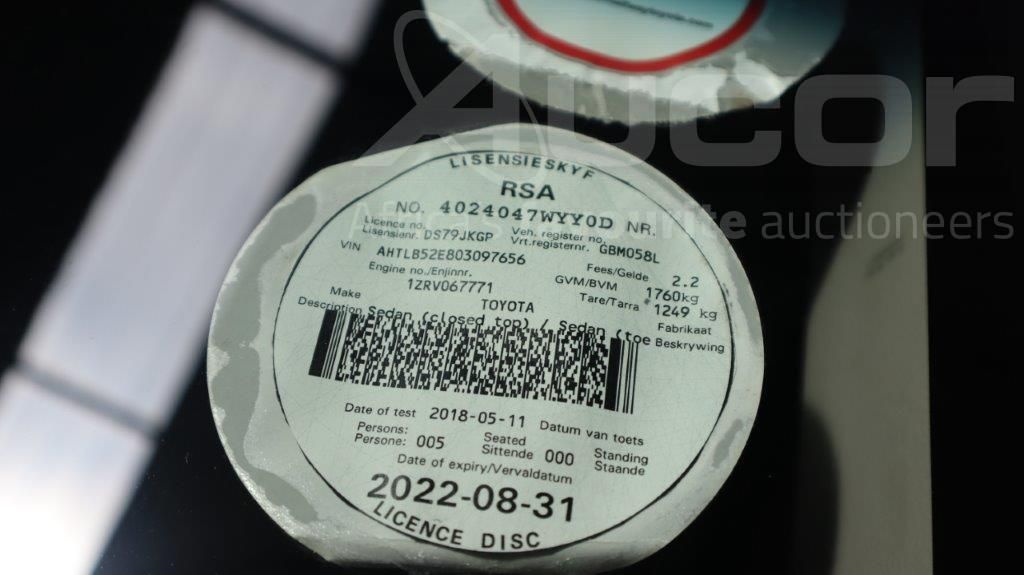 Aucor
auctioneers
LISENSIESKYF
RSA
NO. 4024047WYY0D NR.
Licence no. Veh. register no.
Lisensienr. DS79JKGP Vrt.registernr. GBM058L
VIN AHTLB52E803097656 Fees/Gelde 2.2
Engine no./Enjinnr. GVM/BVM 1760kg
1ZRV067771 Tare/Tarra * 1249 kg
Make TOYOTA Fabrikaat
Description Sedan (closed top) / Sedan (toe Beskrywing
Date of test 2018-05-11 Datum van toets
Persons: Seated Standing
Persone: 005 Sittende 000 Staande
Date of expiry/Vervaldatum
2022-08-31
LICENCE DISC